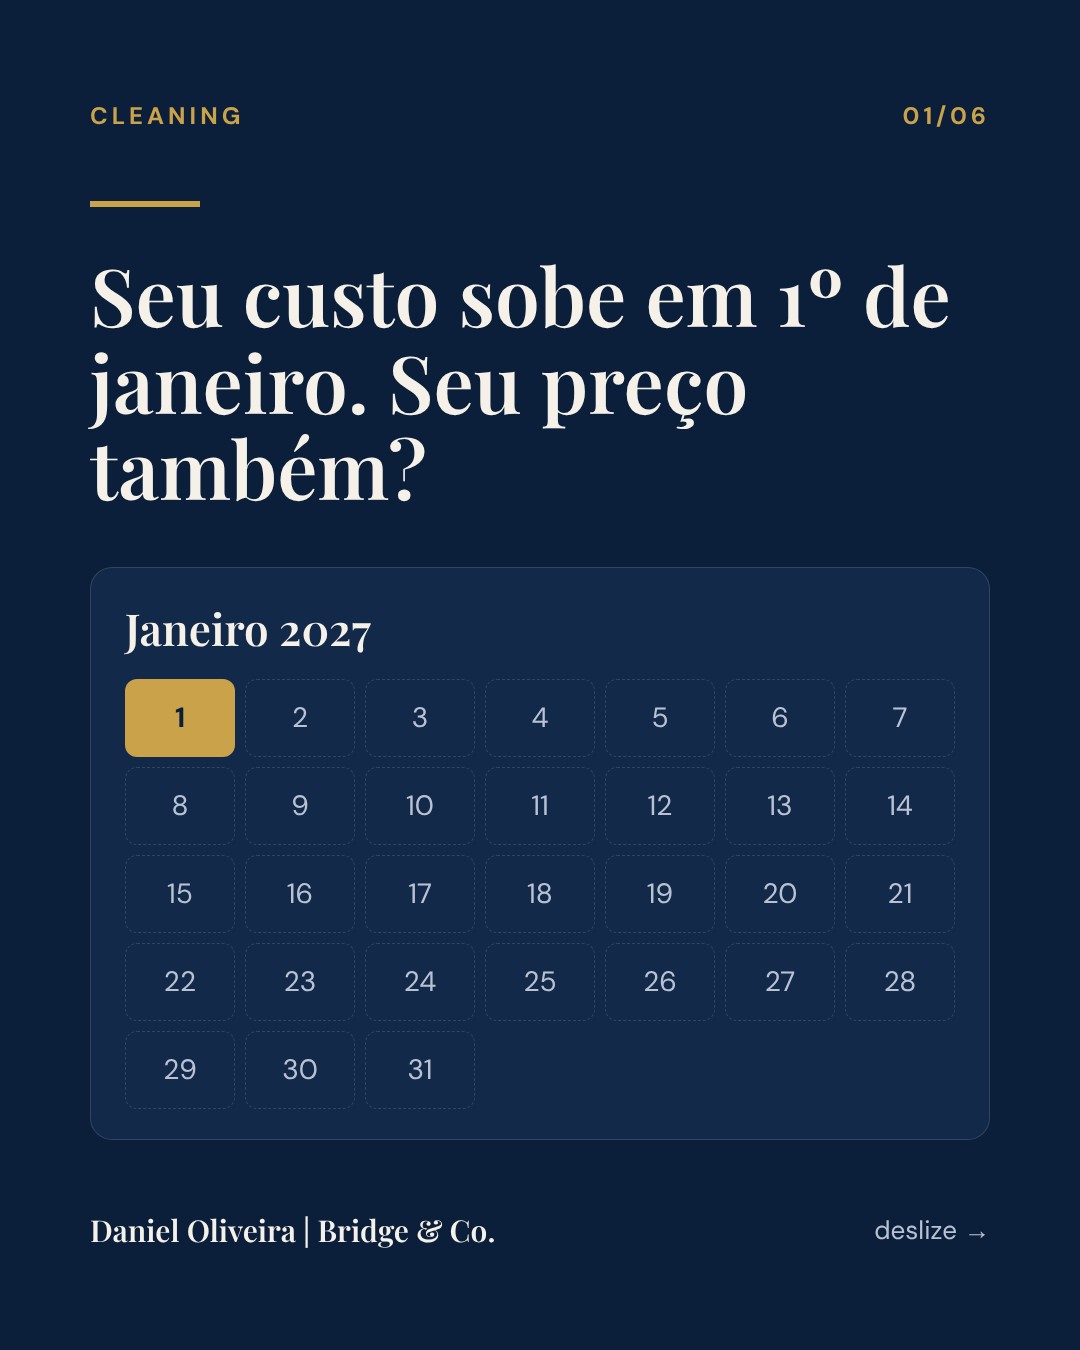 CLEANING
01/06
Seu custo sobe em 1º de
janeiro. Seu preço
também?
Janeiro 2027
1 2 3 4 5 6 7
8 9 10 11 12 13 14
15 16 17 18 19 20 21
22 23 24 25 26 27 28
29 30 31
Daniel Oliveira | Bridge & Co.
deslize →